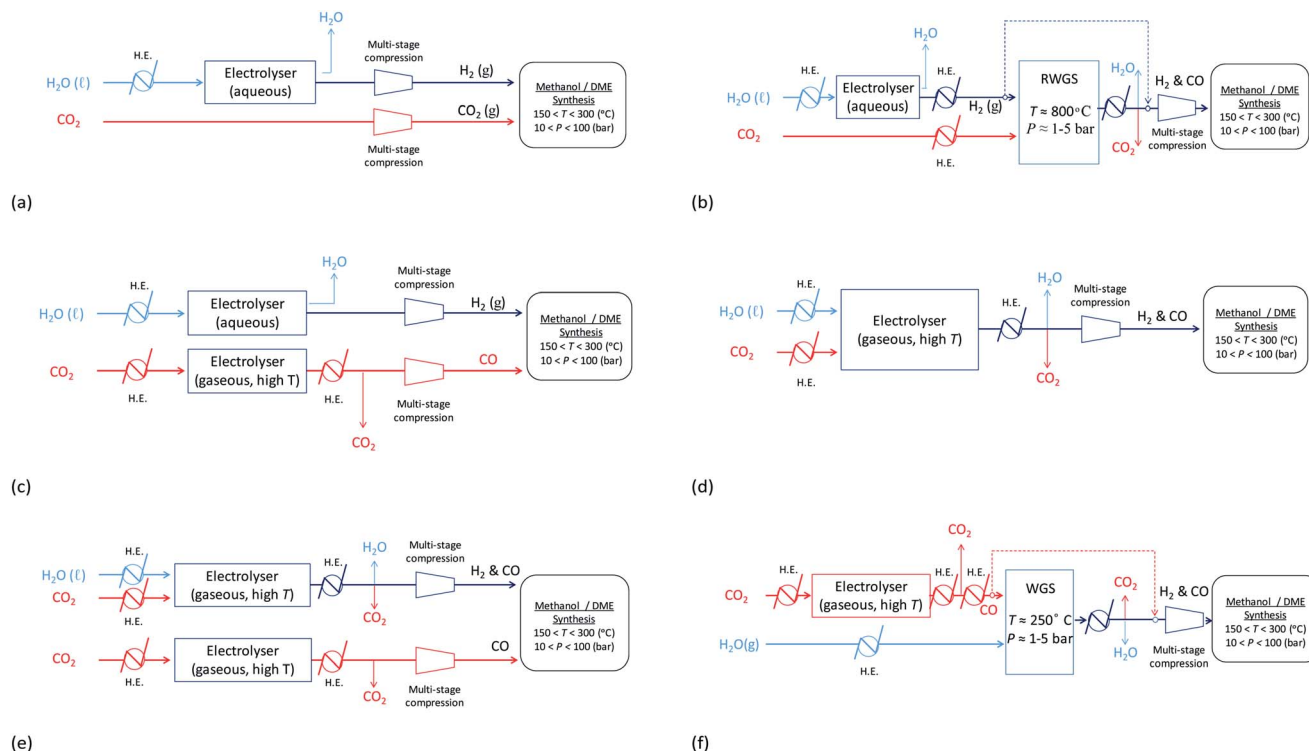 H.E.
H₂O (ℓ)
Electrolyser
(aqueous)
H₂O
Multi-stage
compression
H₂ (g)
CO₂
CO₂ (g)
Multi-stage
compression
Methanol / DME
Synthesis
150 < T < 300 (°C)
10 < P < 100 (bar)
(a)
H.E.
H₂O (ℓ)
Electrolyser
(aqueous)
H₂O
H.E.
H₂ (g)
CO₂
H.E.
RWGS
T ≈ 800°C
P ≈ 1-5 bar
H₂O
CO₂
H₂ & CO
Multi-stage
compression
Methanol / DME
Synthesis
150 < T < 300 (°C)
10 < P < 100 (bar)
(b)
H.E.
H₂O (ℓ)
Electrolyser
(aqueous)
H₂O
Multi-stage
compression
H₂ (g)
CO₂
H.E.
Electrolyser
(gaseous, high T)
H.E.
CO₂
CO
Multi-stage
compression
Methanol / DME
Synthesis
150 < T < 300 (°C)
10 < P < 100 (bar)
(c)
H.E.
H₂O (ℓ)
CO₂
H.E.
Electrolyser
(gaseous, high T)
H.E.
H₂O
CO₂
Multi-stage
compression
H₂ & CO
Methanol / DME
Synthesis
150 < T < 300 (°C)
10 < P < 100 (bar)
(d)
H.E.
H₂O (ℓ)
CO₂
H.E.
Electrolyser
(gaseous, high T)
H.E.
H₂O
CO₂
Multi-stage
compression
H₂ & CO
CO₂
H.E.
Electrolyser
(gaseous, high T)
H.E.
CO₂
CO
Multi-stage
compression
Methanol / DME
Synthesis
150 < T < 300 (°C)
10 < P < 100 (bar)
(e)
CO₂
H.E.
Electrolyser
(gaseous, high T)
CO₂
H.E.
H.E.
CO
H₂O(g)
H.E.
WGS
T ≈ 250° C
P ≈ 1-5 bar
CO₂
H₂O
H₂ & CO
Multi-stage
compression
Methanol / DME
Synthesis
150 < T < 300 (°C)
10 < P < 100 (bar)
(f)